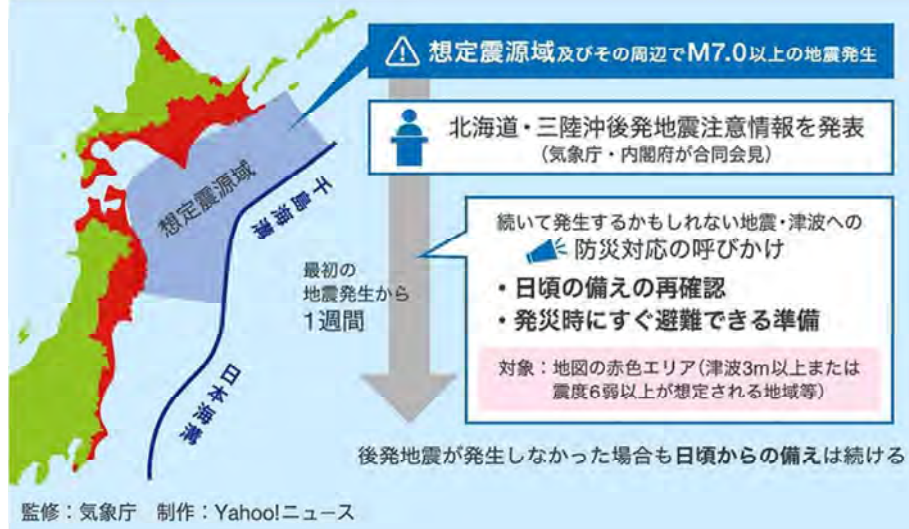 想定震源域及びその周辺でM7.0以上の地震発生
北海道・三陸沖後発地震注意情報を発表
（気象庁・内閣府が合同会見）
想定震源域
千島海溝
日本海溝
最初の
地震発生から
1週間
続いて発生するかもしれない地震・津波への
防災対応の呼びかけ
・日頃の備えの再確認
・発災時にすぐ避難できる準備
対象：地図の赤色エリア（津波3m以上または
震度6弱以上が想定される地域等）
後発地震が発生しなかった場合も日頃からの備えは続ける
監修：気象庁　制作：Yahoo!ニュース